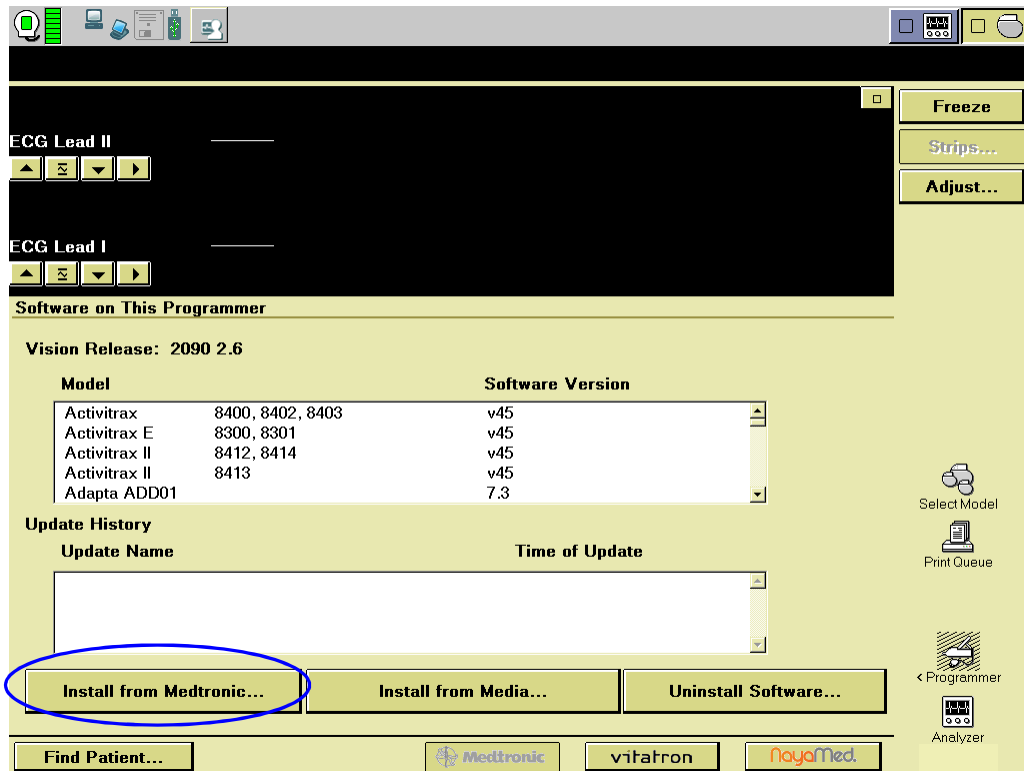 Freeze
ECG Lead II
Strips...
Adjust...
ECG Lead I
Software on This Programmer
Vision Release: 2090 2.6
Model Software Version
Activitrax 8400, 8402, 8403 v45
Activitrax E 8300, 8301 v45
Activitrax II 8412, 8414 v45
Activitrax II 8413 v45
Adapta ADD01 7.3
Select Model
Update History
Update Name Time of Update
Print Queue
Install from Medtronic... Install from Media... Uninstall Software...
< Programmer
Analyzer
Find Patient... Medtronic vitatron NayaMed.